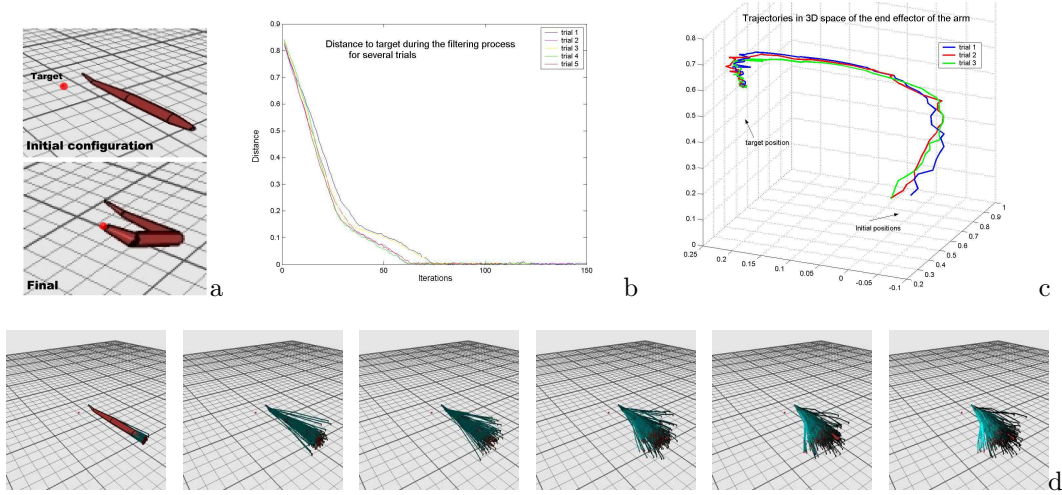 Target
Initial configuration
Final
a
Distance to target during the filtering process
for several trials
trial 1
trial 2
trial 3
trial 4
trial 5
0.9
0.8
0.7
0.6
0.5
0.4
0.3
0.2
0.1
0
Distance
0
50
100
150
Iterations
b
Trajectories in 3D space of the end effector of the arm
trial 1
trial 2
trial 3
0.8
0.7
0.6
0.5
0.4
0.3
0.2
0.1
0
target position
Initial positions
0.25
0.2
0.15
0.1
0.05
0
-0.05
-0.1
0.2
0.3
0.4
0.5
0.6
0.7
0.8
0.9
1
c
d